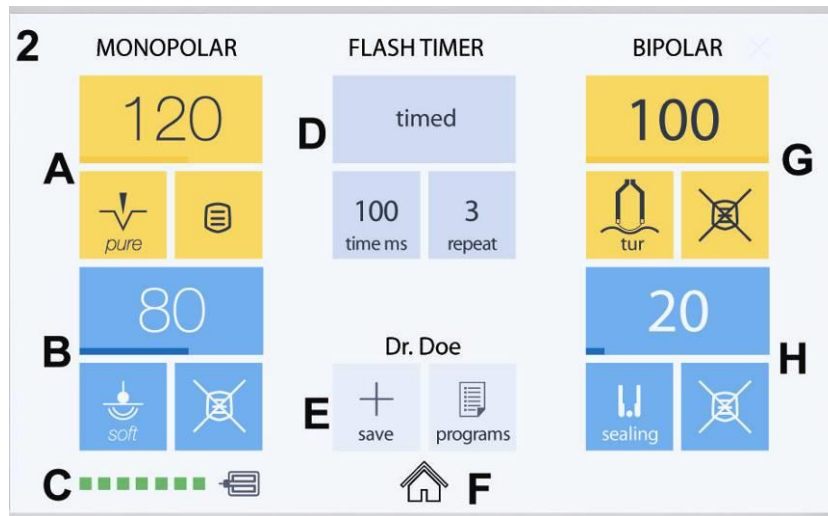 2
MONOPOLAR
FLASH TIMER
BIPOLAR
A
120
pure
B
80
soft
C
D
timed
100
time ms
3
repeat
Dr. Doe
E
save
programs
F
G
100
tur
H
20
sealing